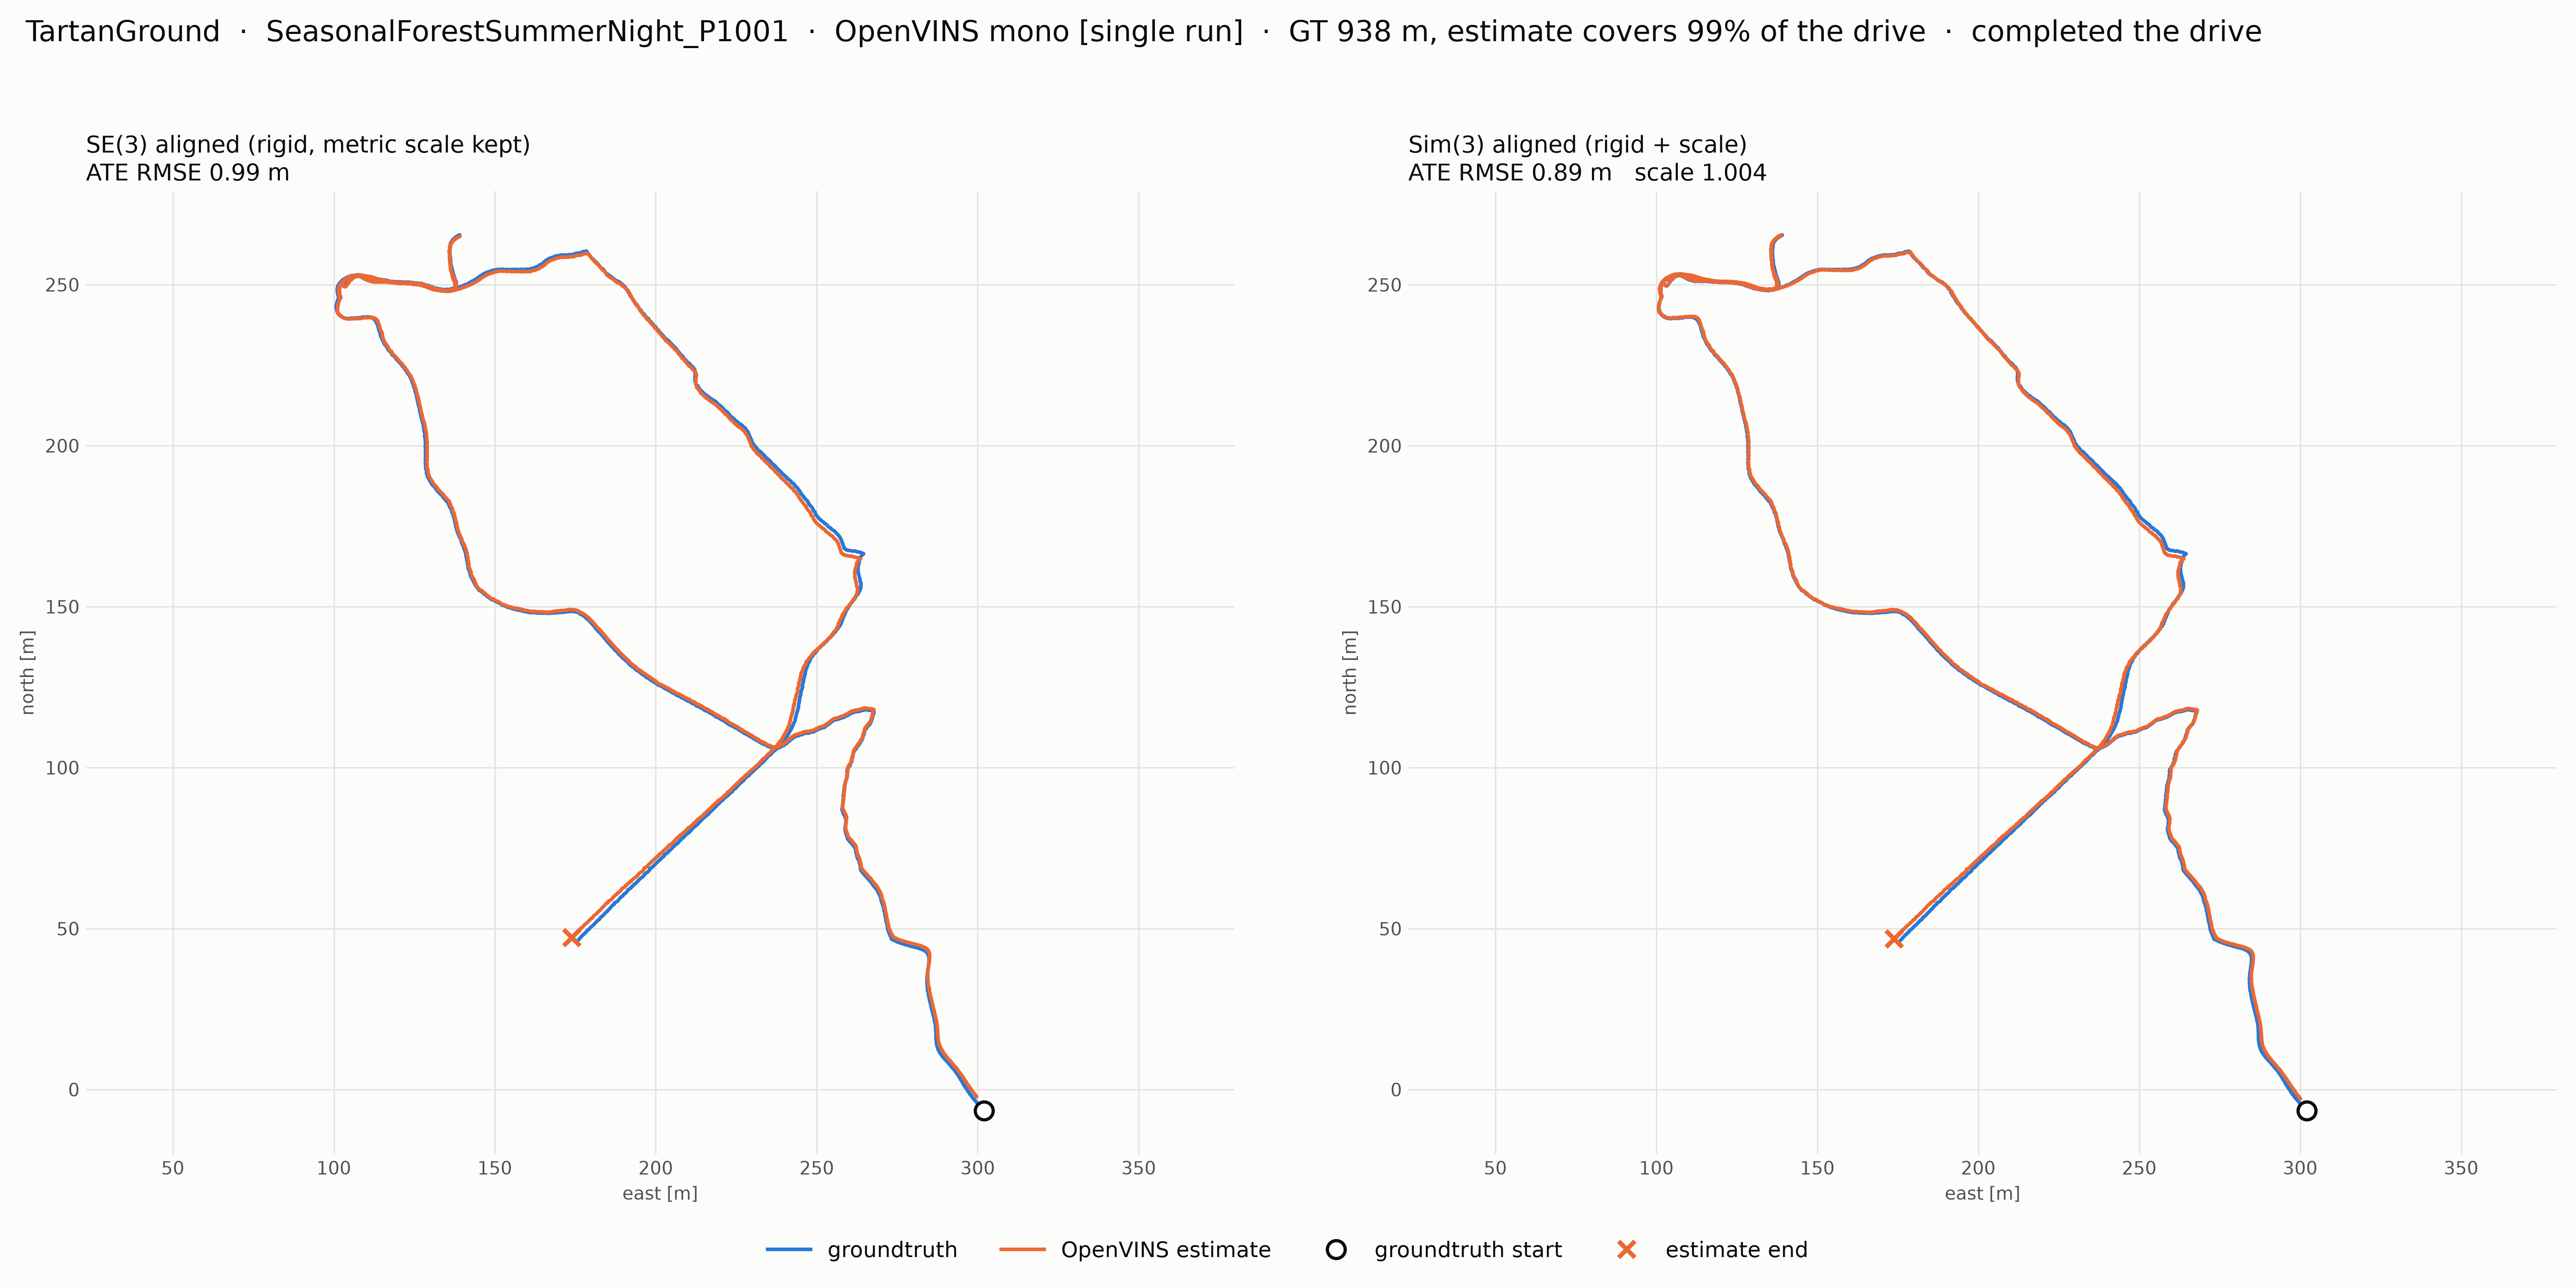 TartanGround · SeasonalForestSummerNight_P1001 · OpenVINS mono [single run] · GT 938 m, estimate covers 99% of the drive · completed the drive
SE(3) aligned (rigid, metric scale kept)
ATE RMSE 0.99 m
250
200
150
100
50
0
north [m]
50 100 150 200 250 300 350
east [m]
Sim(3) aligned (rigid + scale)
ATE RMSE 0.89 m scale 1.004
250
200
150
100
50
0
north [m]
50 100 150 200 250 300 350
east [m]
groundtruth OpenVINS estimate groundtruth start estimate end